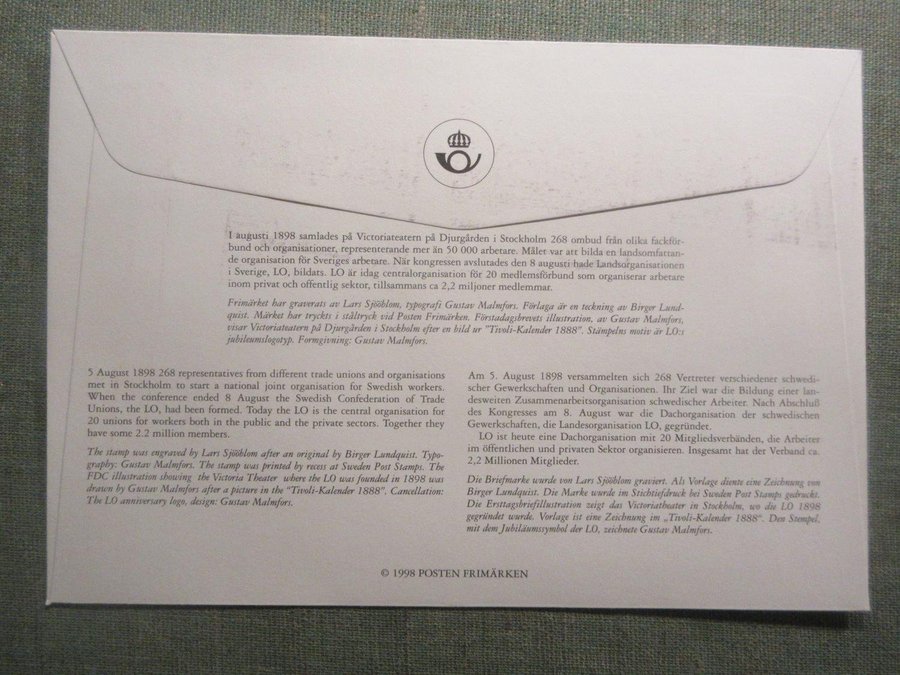 I augusti 1898 samlades på Victoriateatern på Djurgården i Stockholm 268 ombud från olika fackför-
bund och organisationer, representerande mer än 50 000 arbetare. Målet var att bilda en landsomfattan-
de organisation för Sveriges arbetare. När kongressen avslutades den 8 augusti hade Landsorganisationen
i Sverige, LO, bildats. LO är idag centralorganisation för 20 medlemsförbund som organiserar arbetare
inom privat och offentlig sektor, tillsammans ca 2,2 miljoner medlemmar.
Frimärket har graverats av Lars Sjööblom, typografi Gustav Malmfors. Förlaga är en teckning av Birger Lund-
quist. Märket har tryckts i ståltryck vid Posten Frimärken. Förstadagsbrevets illustration, av Gustav Malmfors,
visar Victoriateatern på Djurgården i Stockholm efter en bild ur "Tivoli-Kalender 1888". Stämpelns motiv är LO:s
jubileumslogotyp. Formgivning: Gustav Malmfors.
5 August 1898 268 representatives from different trade unions and organisations
met in Stockholm to start a national joint organisation for Swedish workers.
When the conference ended 8 August the Swedish Confederation of Trade
Unions, the LO, had been formed. Today the LO is the central organisation for
20 unions for workers both in the public and the private sectors. Together they
have some 2.2 million members.
The stamp was engraved by Lars Sjööblom after an original by Birger Lundquist. Typo-
graphy: Gustav Malmfors. The stamp was printed by recess at Sweden Post Stamps. The
FDC illustration showing the Victoria Theater where the LO was founded in 1898 was
drawn by Gustav Malmfors after a picture in the "Tivoli-Kalender 1888". Cancellation:
The LO anniversary logo, design: Gustav Malmfors.
Am 5. August 1898 versammelten sich 268 Vertreter verschiedener schwedi-
scher Gewerkschaften und Organisationen. Ihr Ziel war die Bildung einer lan-
desweiten Zusammenarbeitsorganisation schwedischer Arbeiter. Nach Abschluß
des Kongresses am 8. August war die Dachorganisation der schwedischen
Gewerkschaften, die Landesorganisation LO, gegründet.
LO ist heute eine Dachorganisation mit 20 Mitgliedsverbänden, die Arbeiter
im öffentlichen und privaten Sektor organisieren. Insgesamt hat der Verband ca.
2,2 Millionen Mitglieder.
Die Briefmarke wurde von Lars Sjööblom graviert. Als Vorlage diente eine Zeichnung von
Birger Lundquist. Die Marke wurde im Stichtiefdruck bei Sweden Post Stamps gedruckt.
Die Ersttagsbriefillustration zeigt das Victoriatheater in Stockholm, wo die LO 1898
gegründet wurde. Vorlage ist eine Zeichnung im „Tivoli-Kalender 1888". Den Stempel,
mit dem Jubiläumssymbol der LO, zeichnete Gustav Malmfors.
© 1998 POSTEN FRIMÄRKEN